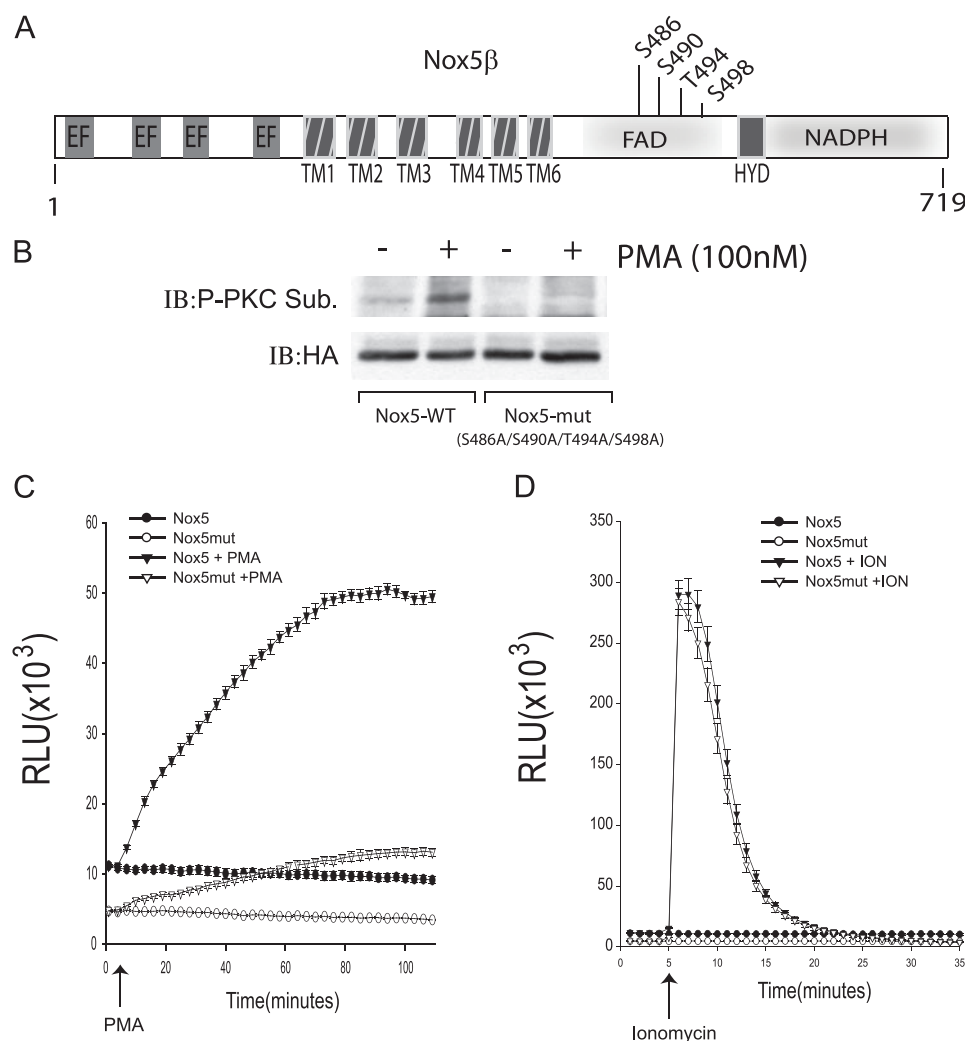 A
Nox5β
S486
S490
T494
S498
EF EF EF EF FAD NADPH
TM1 TM2 TM3 TM4 TM5 TM6 HYD
1 719
B
- + - + PMA (100nM)
IB:P-PKC Sub.
IB:HA
Nox5-WT Nox5-mut
(S486A/S490A/T494A/S498A)
C
Nox5
Nox5mut
Nox5 + PMA
Nox5mut +PMA
RLU(x10³)
60
50
40
30
20
10
0
0 20 40 60 80 100
Time(minutes)
PMA
D
Nox5
Nox5mut
Nox5 + ION
Nox5mut +ION
RLU(x10³)
350
300
250
200
150
100
50
0
0 5 10 15 20 25 30 35
Time(minutes)
Ionomycin